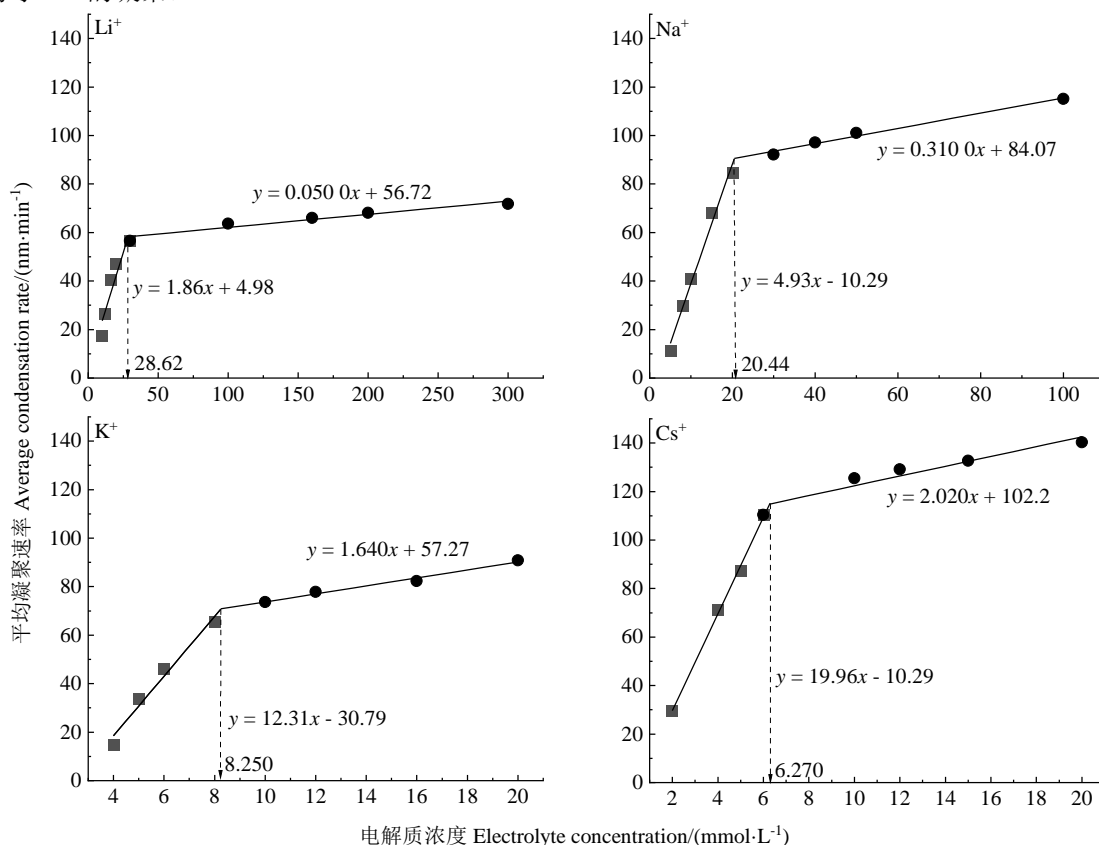 Li⁺
140
120
100
80
60
40
20
0
0 50 100 150 200 250 300
y = 0.050 0x + 56.72
y = 1.86x + 4.98
28.62
Na⁺
140
120
100
80
60
40
20
0
0 20 40 60 80 100
y = 0.310 0x + 84.07
y = 4.93x - 10.29
20.44
K⁺
140
120
100
80
60
40
20
0
4 6 8 10 12 14 16 18 20
y = 1.640x + 57.27
y = 12.31x - 30.79
8.250
Cs⁺
140
120
100
80
60
40
20
0
2 4 6 8 10 12 14 16 18 20
y = 2.020x + 102.2
y = 19.96x - 10.29
6.270
平均凝聚速率 Average condensation rate/(nm·min⁻¹)
电解质浓度 Electrolyte concentration/(mmol·L⁻¹)